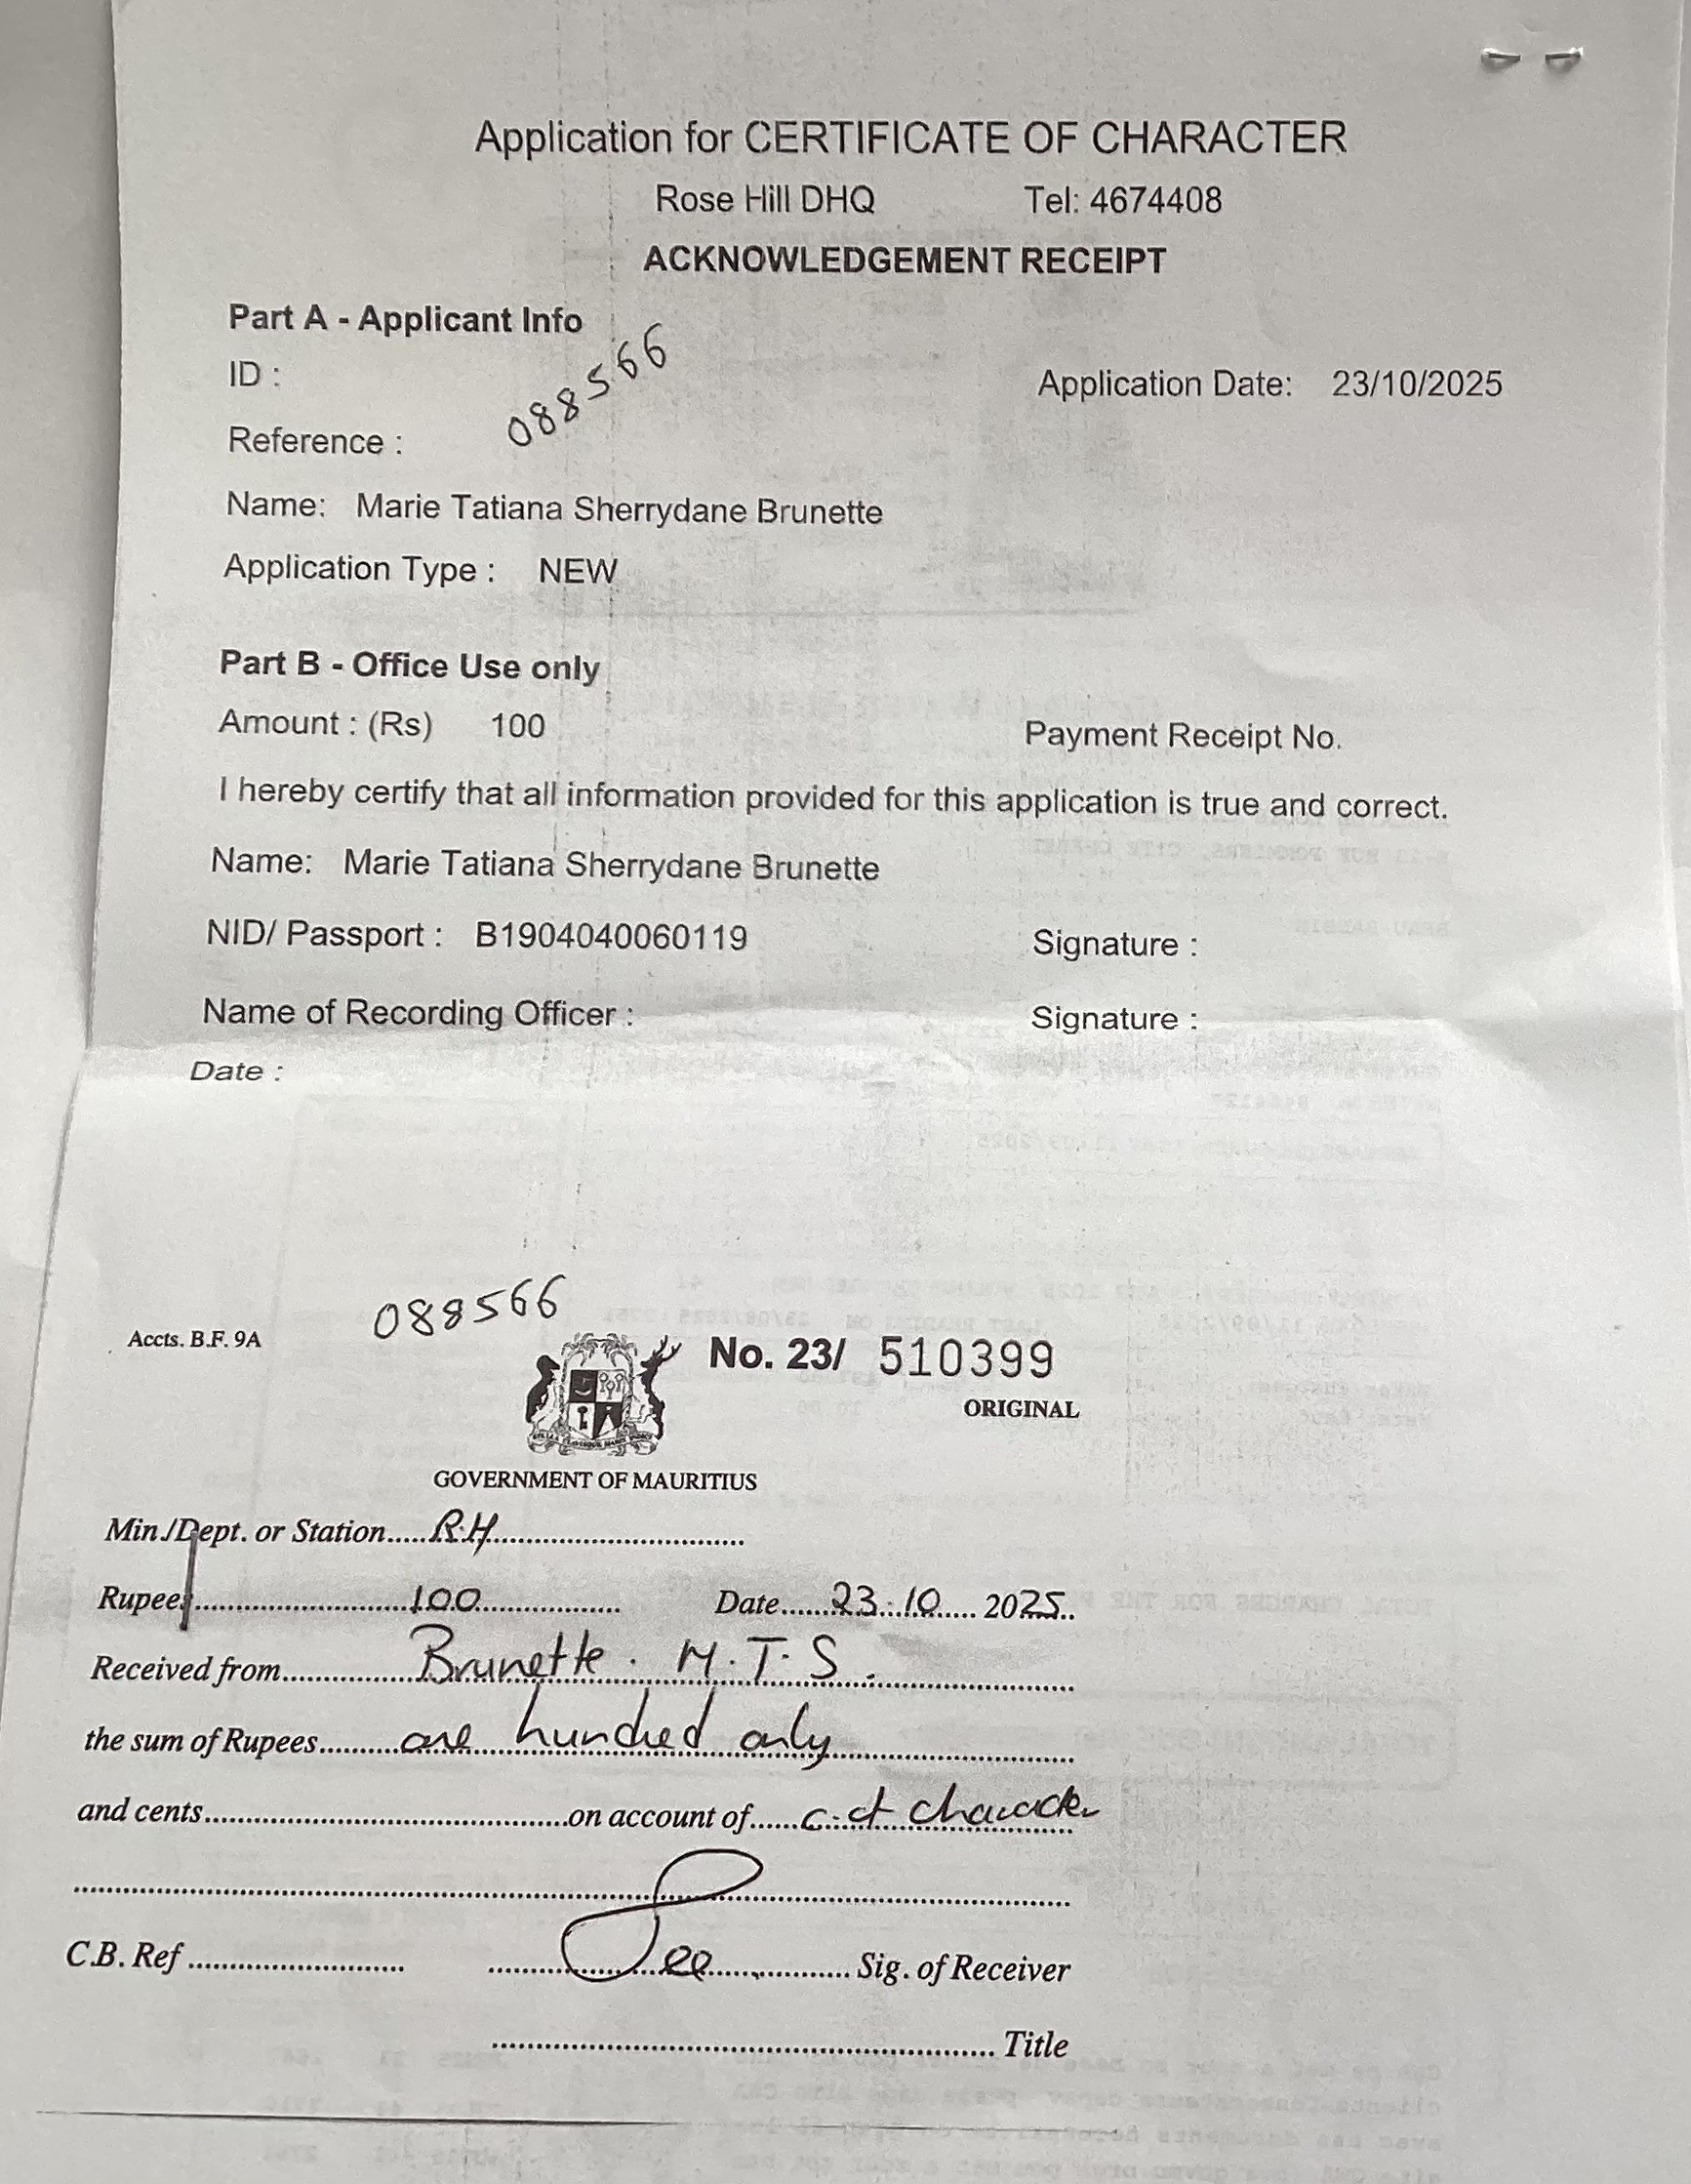 Application for CERTIFICATE OF CHARACTER
Rose Hill DHQ Tel: 4674408
ACKNOWLEDGEMENT RECEIPT
Part A - Applicant Info
ID :
088566
Application Date: 23/10/2025
Reference :
Name: Marie Tatiana Sherrydane Brunette
Application Type : NEW
Part B - Office Use only
Amount : (Rs) 100 Payment Receipt No.
I hereby certify that all information provided for this application is true and correct.
Name: Marie Tatiana Sherrydane Brunette
NID/ Passport : B1904040060119 Signature :
Name of Recording Officer : Signature :
Date :
088566
Accts. B.F. 9A
No. 23/ 510399
ORIGINAL
GOVERNMENT OF MAURITIUS
Min./Dept. or Station.....R.H
Rupees 100 Date 23.10 2025
Received from Brunette . M.T.S.
the sum of Rupees one hundred only
and cents on account of c.of character
C.B. Ref Sig. of Receiver
Title